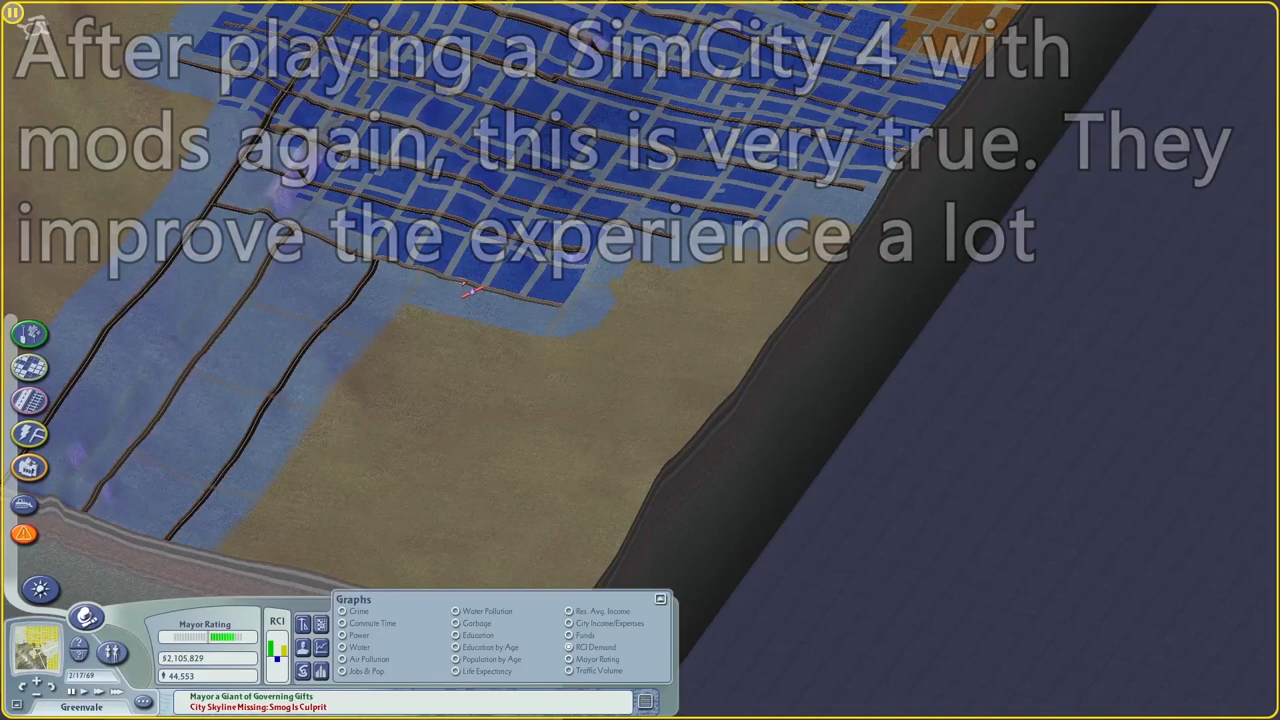 After playing a SimCity 4 with
mods again, this is very true. They
improve the experience a lot
Graphs
Crime
Commute Time
Power
Water
Air Pollution
Jobs & Pop.
Water Pollution
Garbage
Education
Education by Age
Population by Age
Life Expectancy
Res. Avg. Income
City Income/Expenses
Funds
RCI Demand
Mayor Rating
Traffic Volume
Mayor Rating
RCI
§2,105,829
44,553
2/17/69
Greenvale
Mayor a Giant of Governing Gifts
City Skyline Missing: Smog Is Culprit